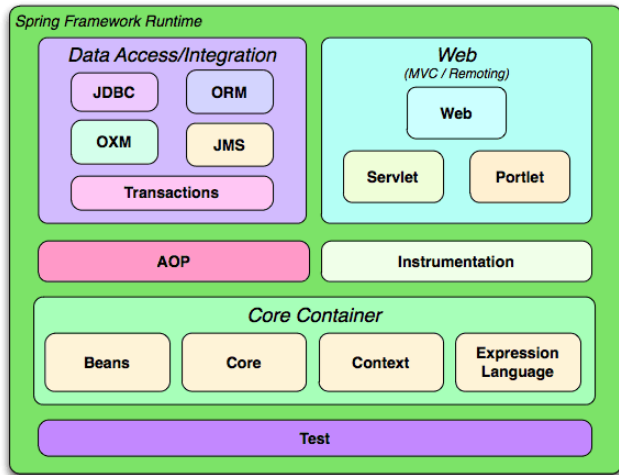 Spring Framework Runtime
Data Access/Integration
JDBC
ORM
OXM
JMS
Transactions
Web
(MVC / Remoting)
Web
Servlet
Portlet
AOP
Instrumentation
Core Container
Beans
Core
Context
Expression
Language
Test